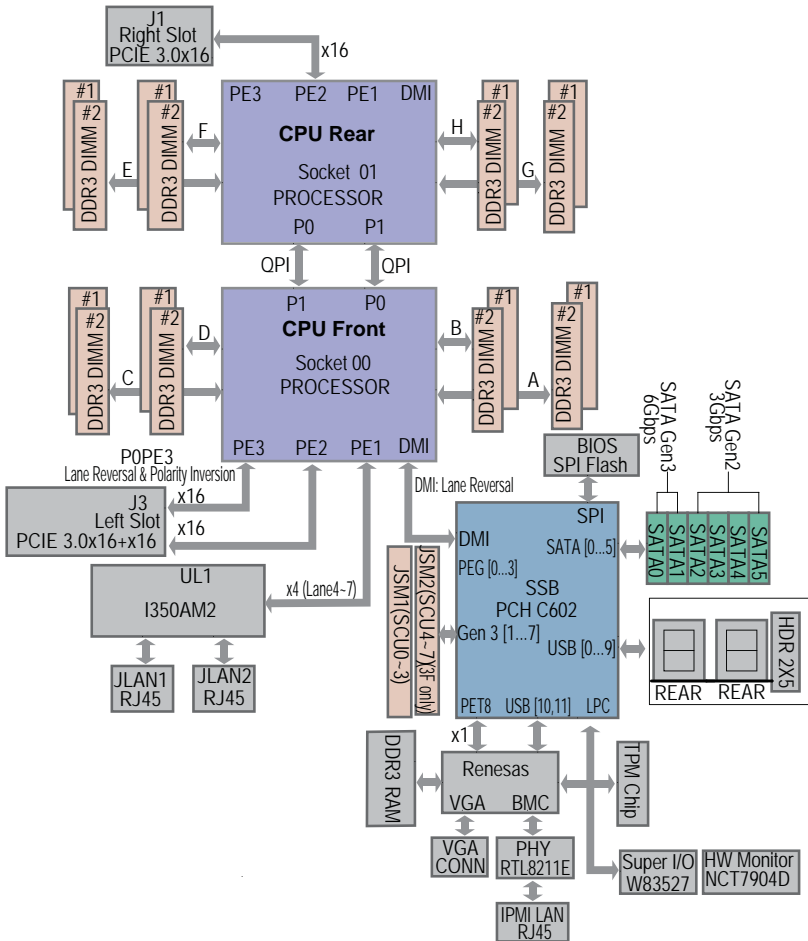 J1
Right Slot
PCIE 3.0x16
x16
PE3 PE2 PE1 DMI
CPU Rear
Socket 01
PROCESSOR
P0 P1
#1
#2
DDR3 DIMM
#1
#2
DDR3 DIMM
F
E
H
G
#1
#2
DDR3 DIMM
#1
#2
DDR3 DIMM
QPI QPI
P1 P0
CPU Front
Socket 00
PROCESSOR
PE3 PE2 PE1 DMI
#1
#2
DDR3 DIMM
#1
#2
DDR3 DIMM
D
C
B
A
#1
#2
DDR3 DIMM
#1
#2
DDR3 DIMM
P0PE3
Lane Reversal & Polarity Inversion
x16
x16
J3
Left Slot
PCIE 3.0x16+x16
DMI: Lane Reversal
BIOS
SPI Flash
SATA Gen3
6Gbps
SATA Gen2
3Gbps
SATA0
SATA1
SATA2
SATA3
SATA4
SATA5
UL1
I350AM2
x4 (Lane4~7)
JLAN1
RJ45
JLAN2
RJ45
JSM1(SCU0~3)
JSM2(SCU4~7)(3F only)
SPI
DMI
SATA [0...5]
PEG [0...3]
SSB
PCH C602
Gen 3 [1...7]
USB [0...9]
PET8 USB [10,11] LPC
REAR REAR
HDR 2X5
x1
DDR3 RAM
Renesas
VGA BMC
TPM Chip
VGA
CONN
PHY
RTL8211E
IPMI LAN
RJ45
Super I/O
W83527
HW Monitor
NCT7904D